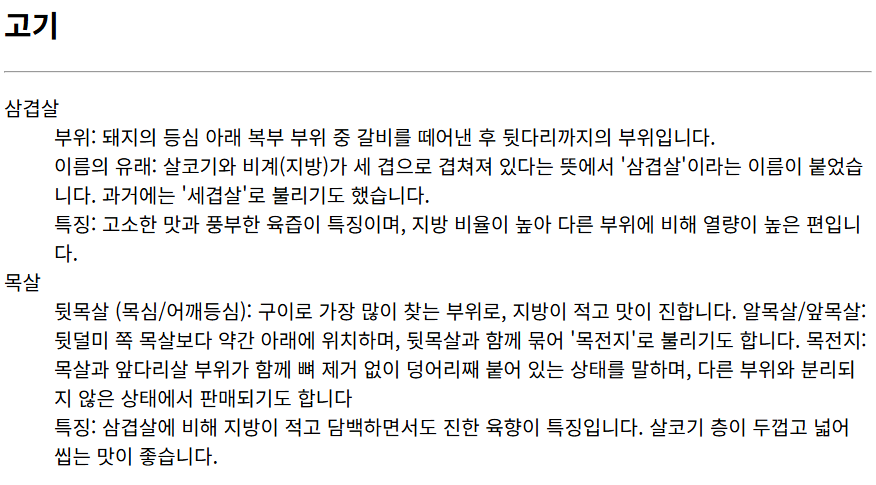 고기
삼겹살
부위: 돼지의 등심 아래 복부 부위 중 갈비를 떼어낸 후 뒷다리까지의 부위입니다.
이름의 유래: 살코기와 비계(지방)가 세 겹으로 겹쳐져 있다는 뜻에서 '삼겹살'이라는 이름이 붙었습
니다. 과거에는 '세겹살'로 불리기도 했습니다.
특징: 고소한 맛과 풍부한 육즙이 특징이며, 지방 비율이 높아 다른 부위에 비해 열량이 높은 편입니
다.
목살
뒷목살 (목심/어깨등심): 구이로 가장 많이 찾는 부위로, 지방이 적고 맛이 진합니다. 알목살/앞목살:
뒷덜미 쪽 목살보다 약간 아래에 위치하며, 뒷목살과 함께 묶어 '목전지'로 불리기도 합니다. 목전지:
목살과 앞다리살 부위가 함께 뼈 제거 없이 덩어리째 붙어 있는 상태를 말하며, 다른 부위와 분리되
지 않은 상태에서 판매되기도 합니다
특징: 삼겹살에 비해 지방이 적고 담백하면서도 진한 육향이 특징입니다. 살코기 층이 두껍고 넓어
씹는 맛이 좋습니다.